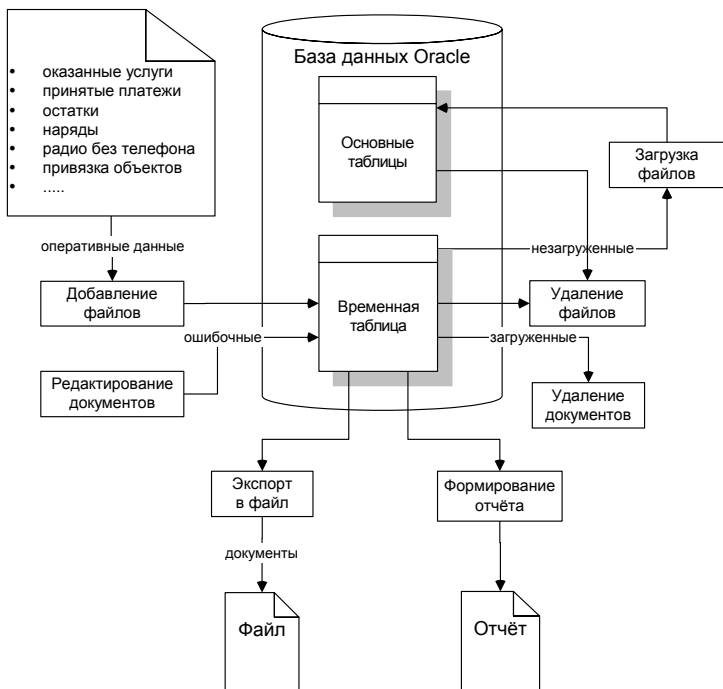 База данных Oracle
• оказанные услуги
• принятые платежи
• остатки
• наряды
• радио без телефона
• привязка объектов
• .....
Основные
таблицы
Загрузка
файлов
оперативные данные
незагруженные
Добавление
файлов
Временная
таблица
Удаление
файлов
ошибочные
загруженные
Редактирование
документов
Удаление
документов
Экспорт
в файл
Формирование
отчёта
документы
Файл
Отчёт